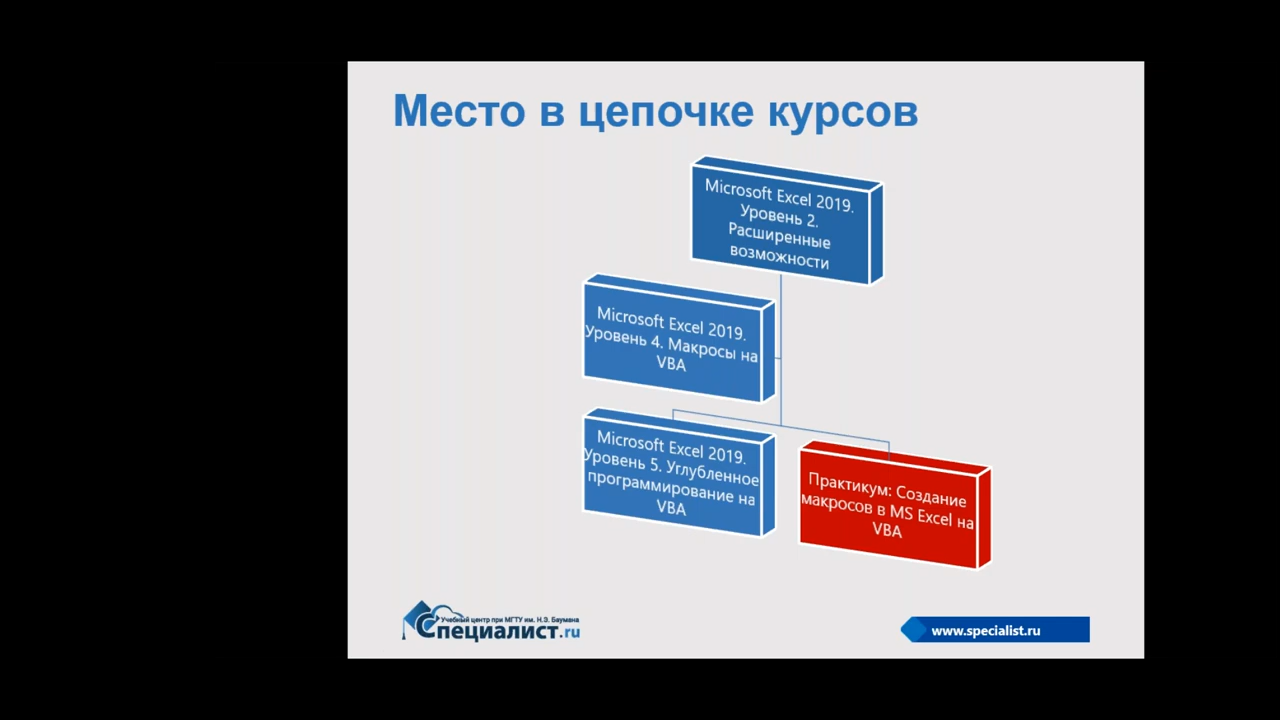 Место в цепочке курсов
Microsoft Excel 2019.
Уровень 2.
Расширенные
возможности
Microsoft Excel 2019.
Уровень 4. Макросы на
VBA
Microsoft Excel 2019.
Уровень 5. Углубленное
программирование на
VBA
Практикум: Создание
макросов в MS Excel на
VBA
Учебный центр при МГТУ им. Н.Э. Баумана
Специалист.ru
www.specialist.ru